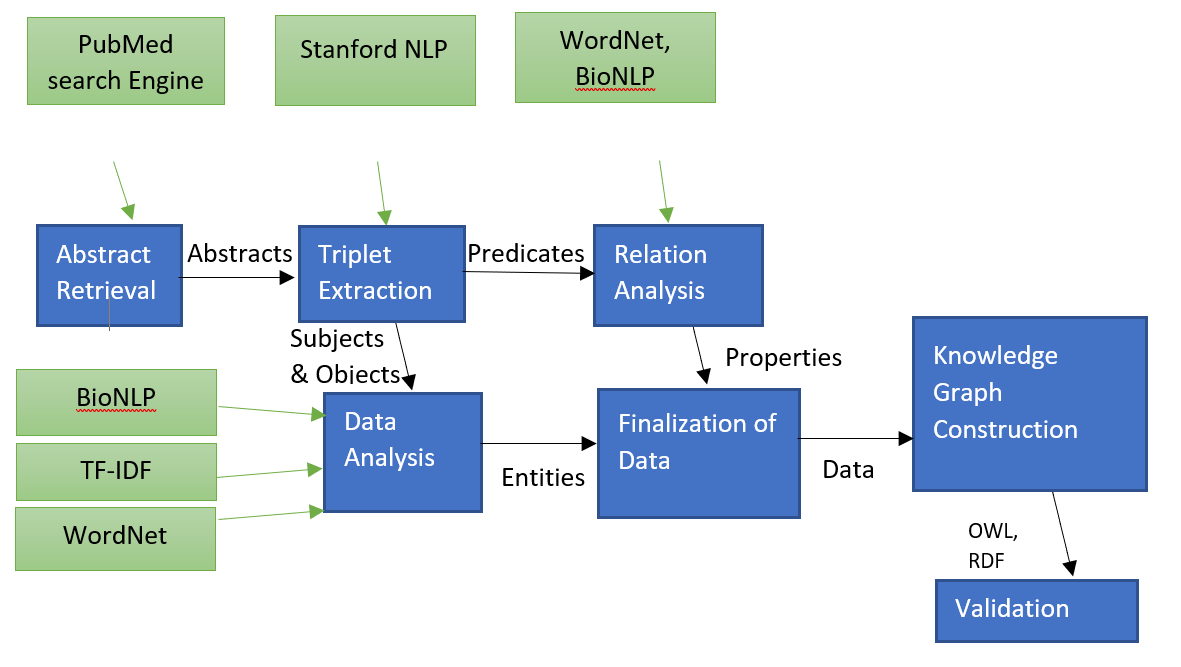 PubMed
search Engine
Stanford NLP
WordNet,
BioNLP
Abstract
Retrieval
Abstracts
Triplet
Extraction
Predicates
Relation
Analysis
Subjects
& Objects
Properties
Knowledge
Graph
Construction
BioNLP
TF-IDF
WordNet
Data
Analysis
Entities
Finalization of
Data
Data
OWL,
RDF
Validation